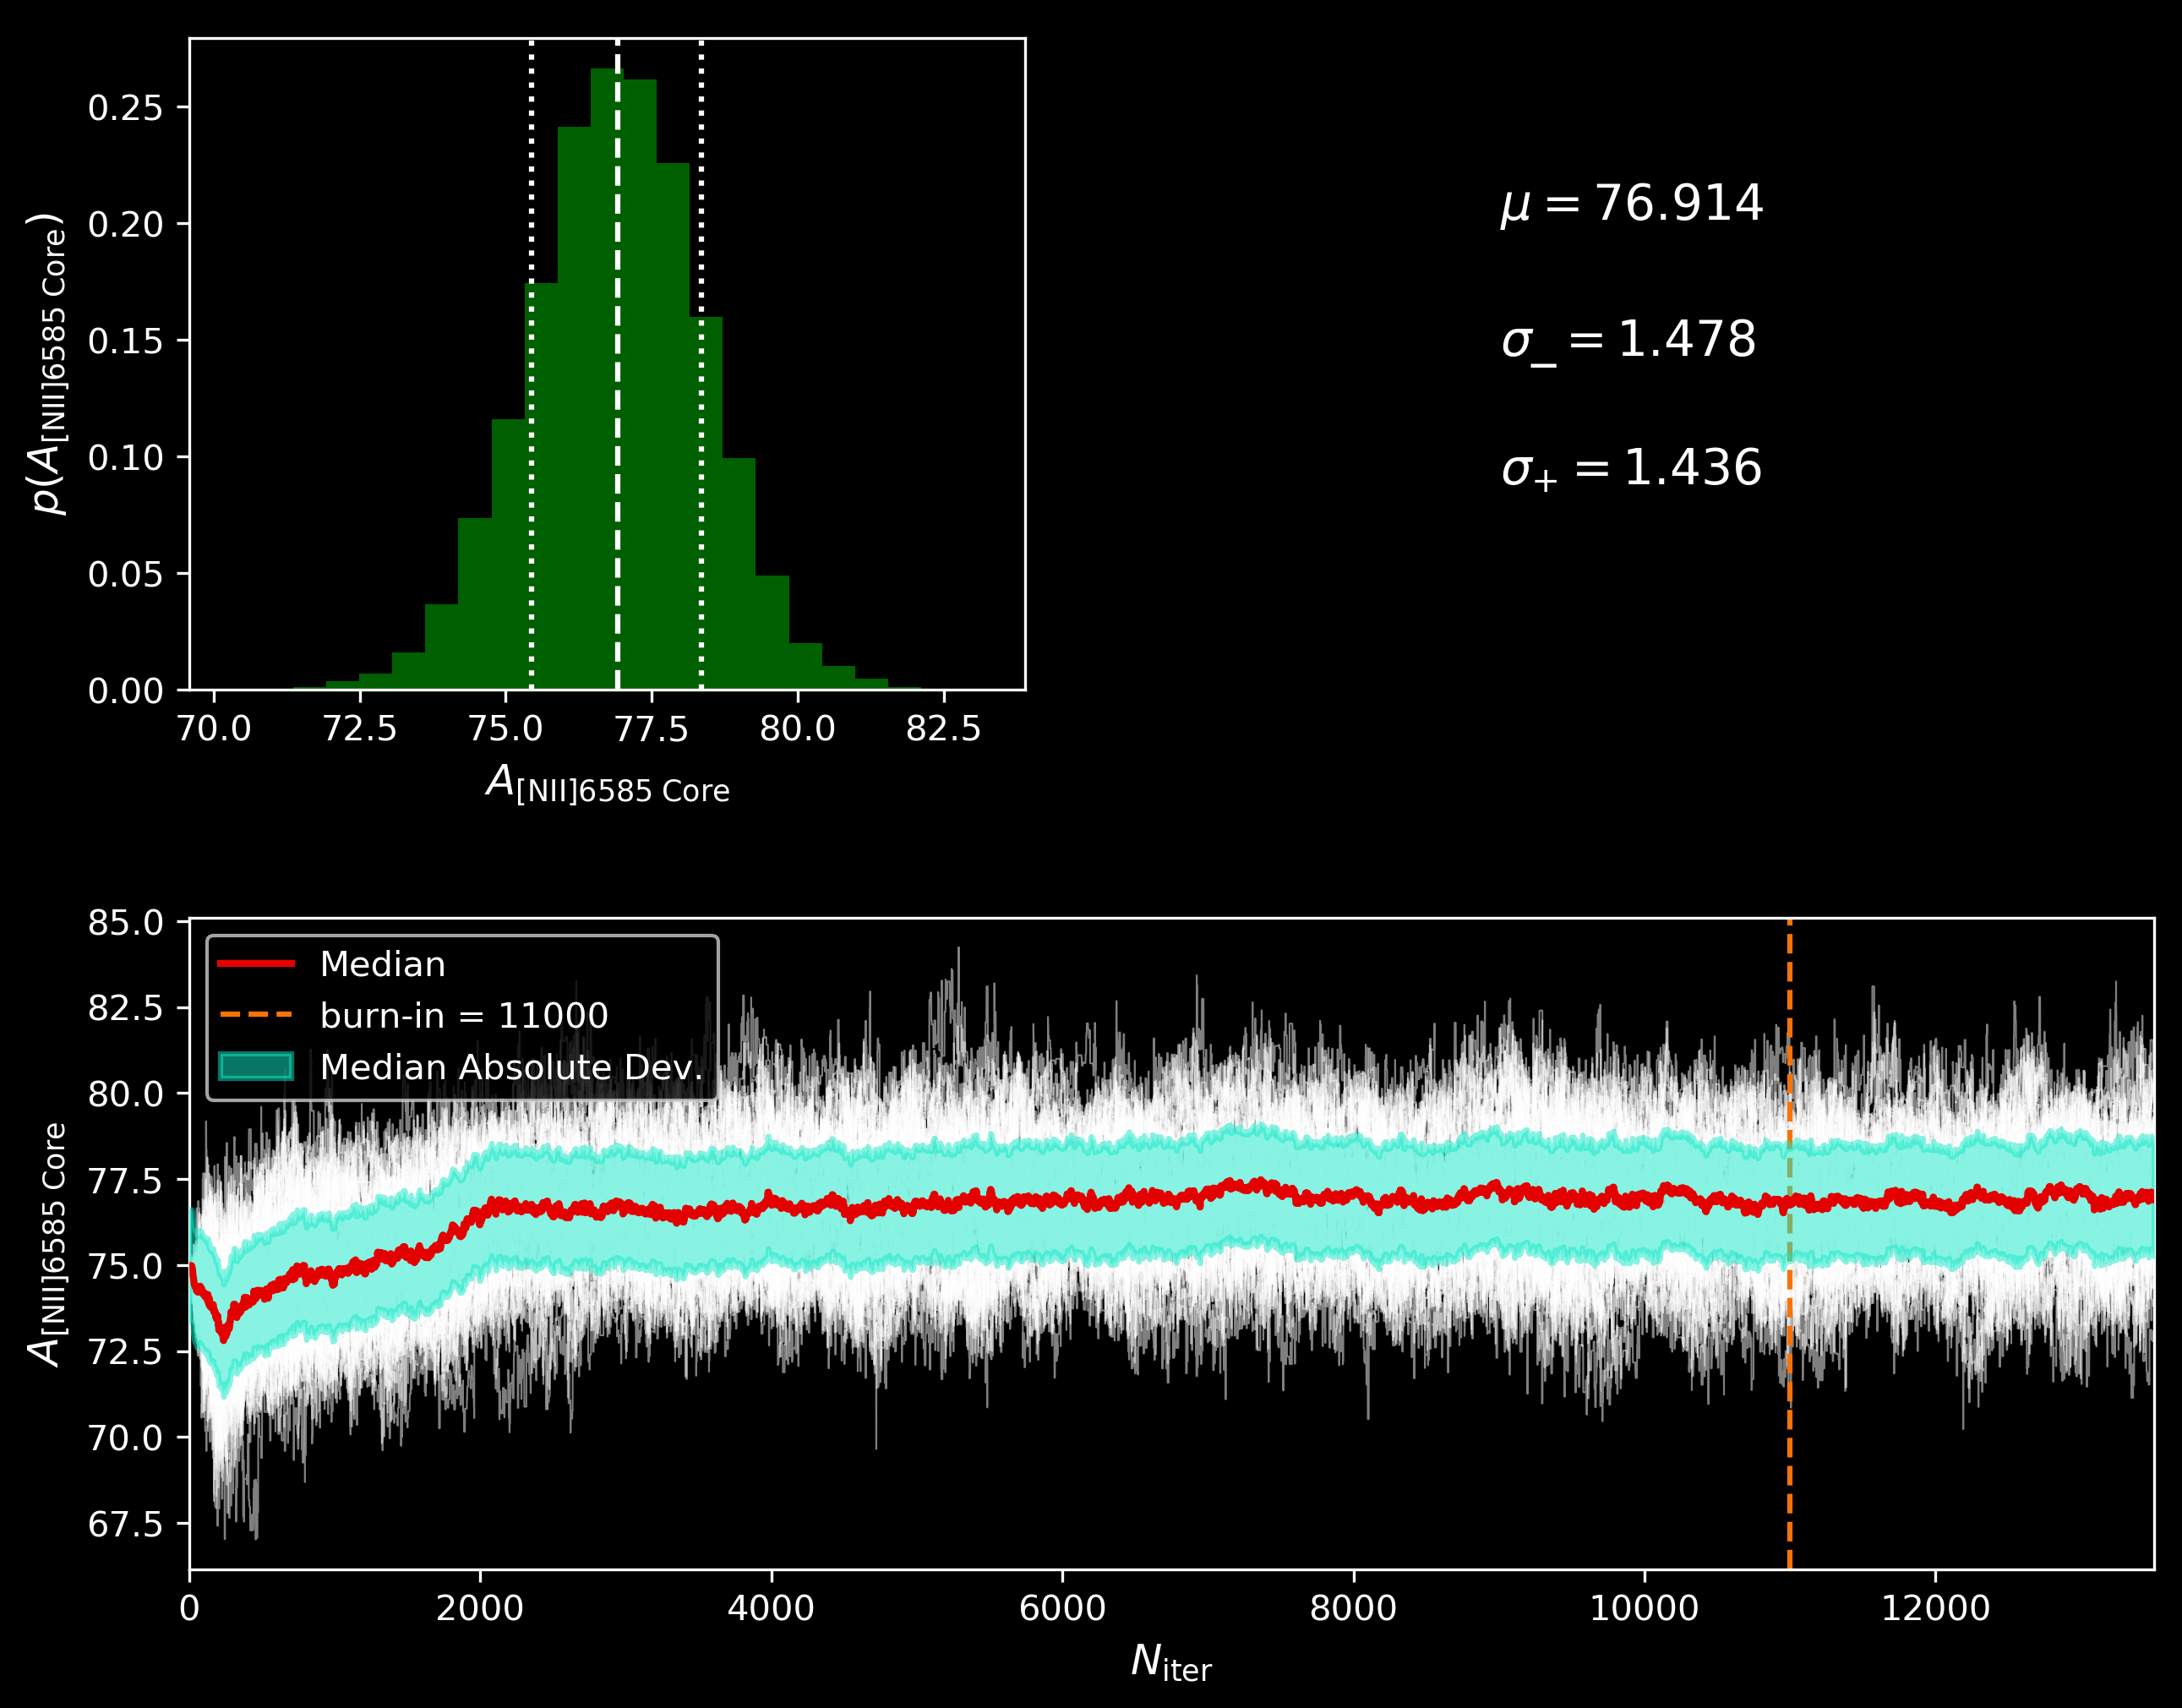 0.25
0.20
0.15
0.10
0.05
0.00
p(A[NII]6585 Core)
70.0 72.5 75.0 77.5 80.0 82.5
A[NII]6585 Core
μ = 76.914
σ− = 1.478
σ+ = 1.436
85.0
82.5
80.0
77.5
75.0
72.5
70.0
67.5
A[NII]6585 Core
Median
burn-in = 11000
Median Absolute Dev.
0 2000 4000 6000 8000 10000 12000
Niter